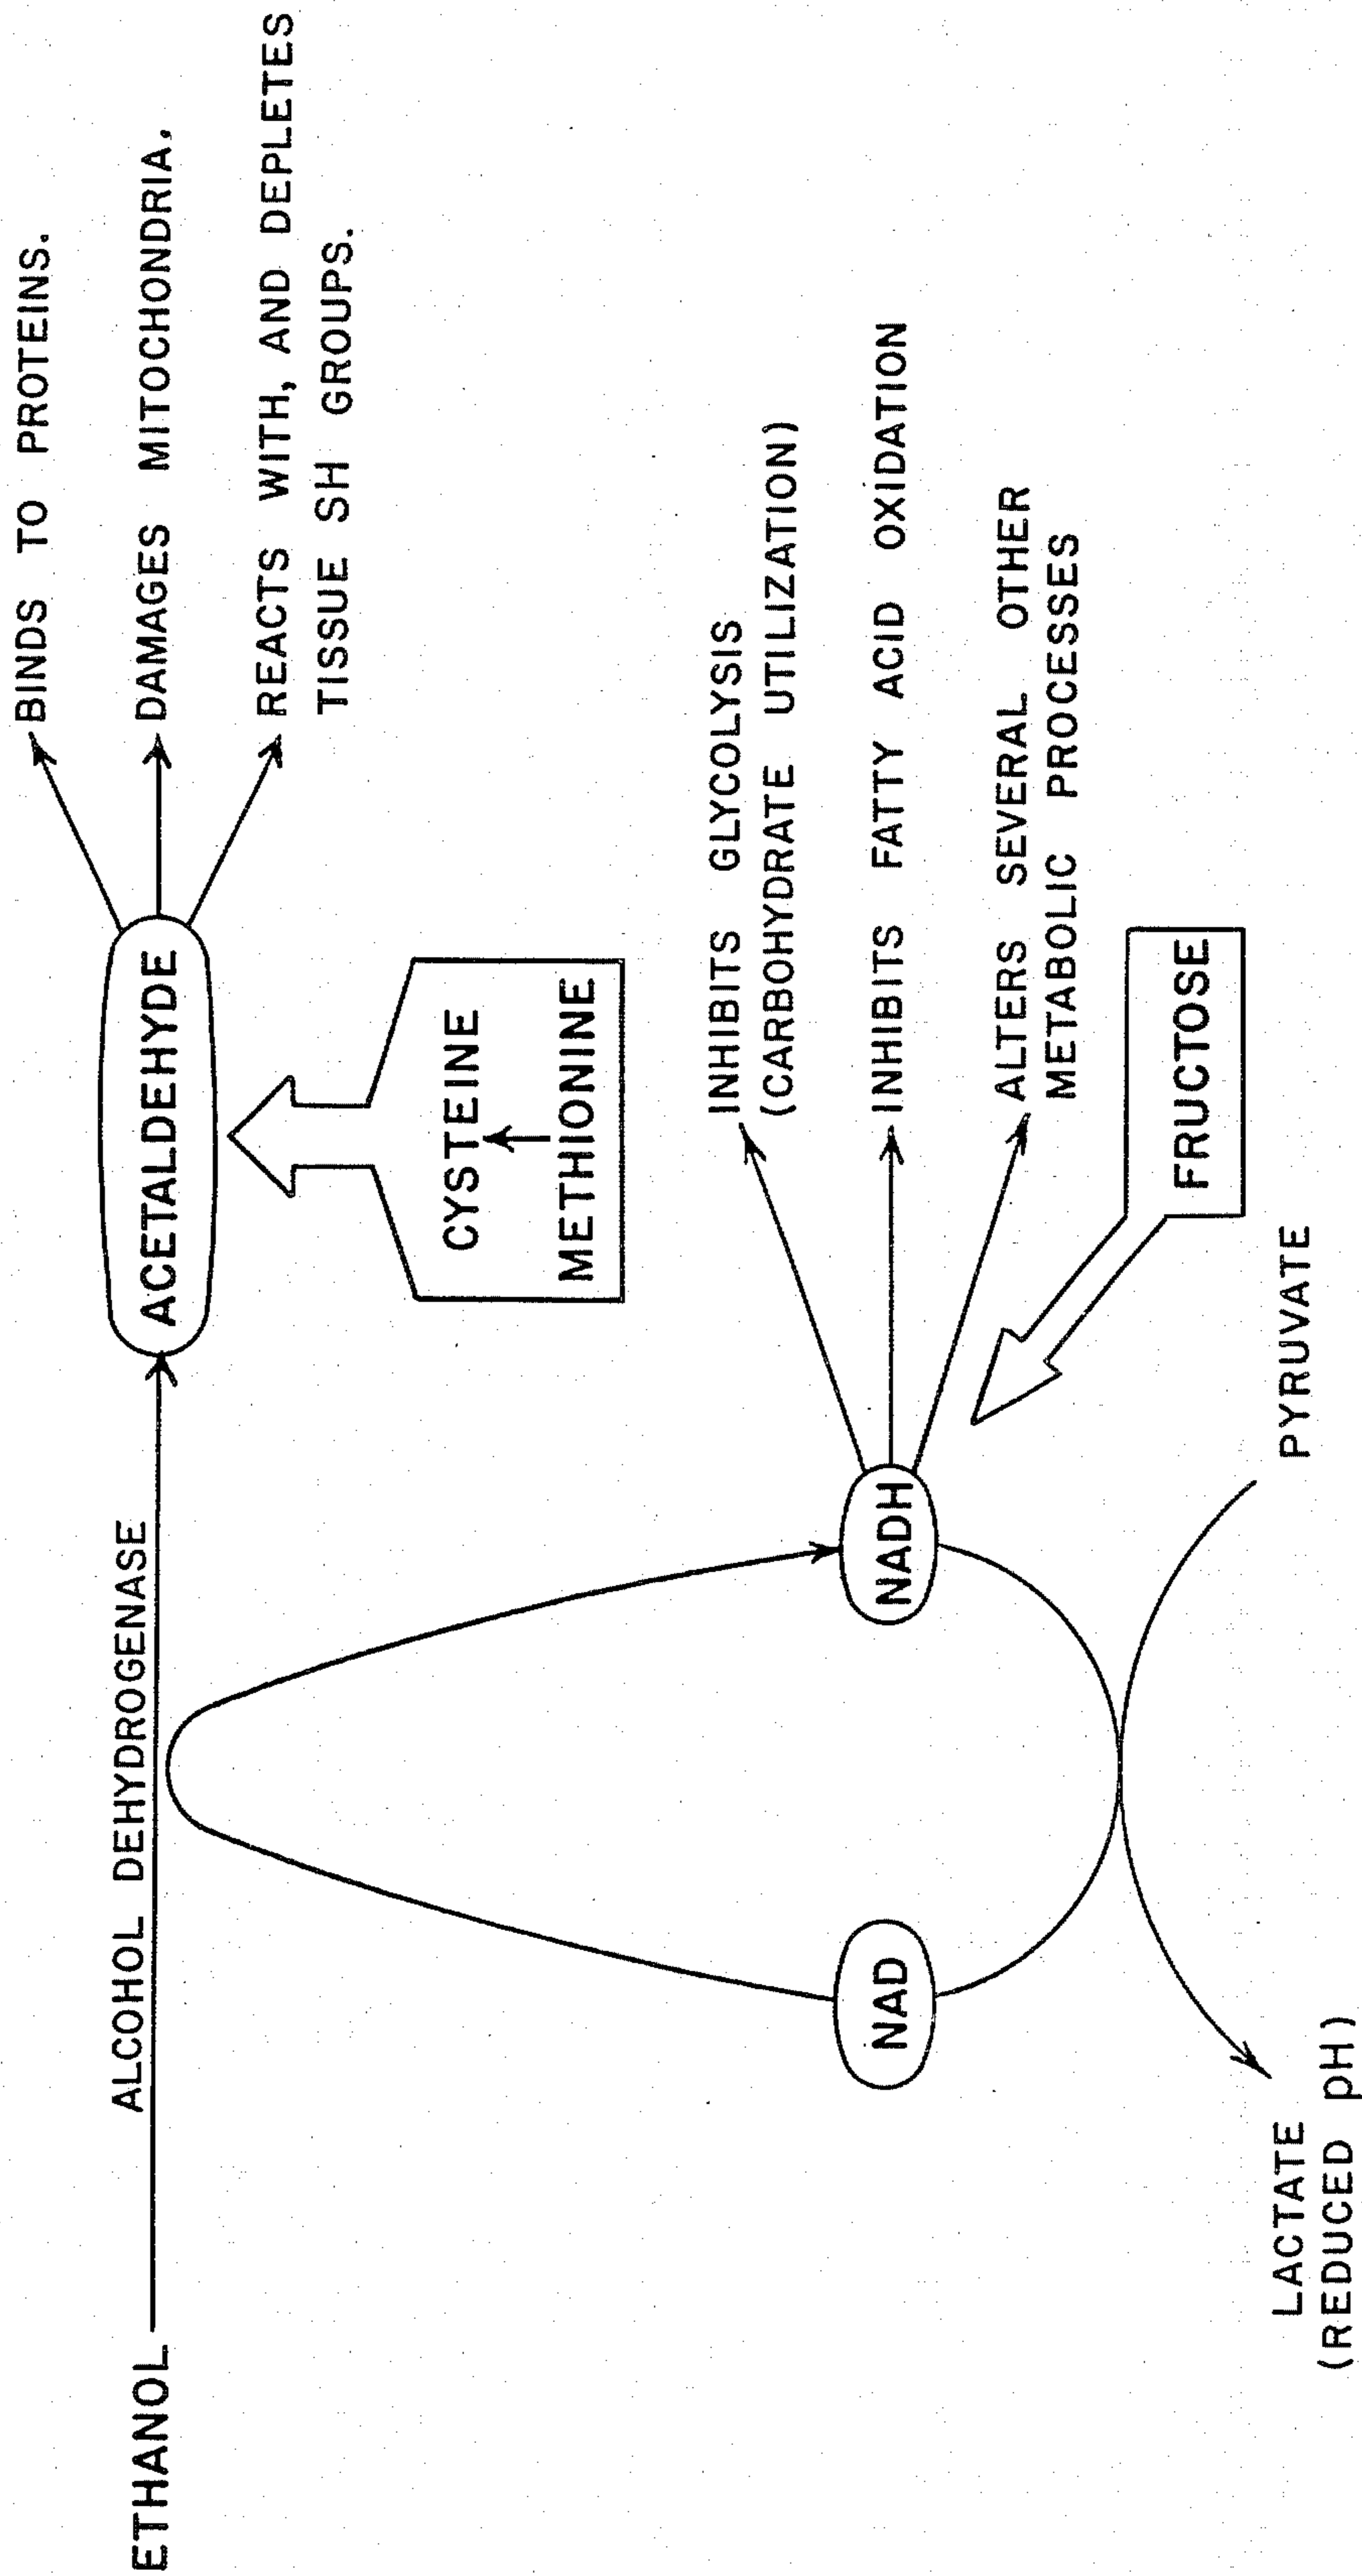 ETHANOL
ALCOHOL DEHYDROGENASE
ACETALDEHYDE
BINDS TO PROTEINS.
DAMAGES MITOCHONDRIA.
REACTS WITH, AND DEPLETES
TISSUE SH GROUPS.
CYSTEINE
METHIONINE
INHIBITS GLYCOLYSIS
(CARBOHYDRATE UTILIZATION)
INHIBITS FATTY ACID OXIDATION
ALTERS SEVERAL OTHER
METABOLIC PROCESSES
NAD
NADH
FRUCTOSE
PYRUVATE
LACTATE
(REDUCED pH)